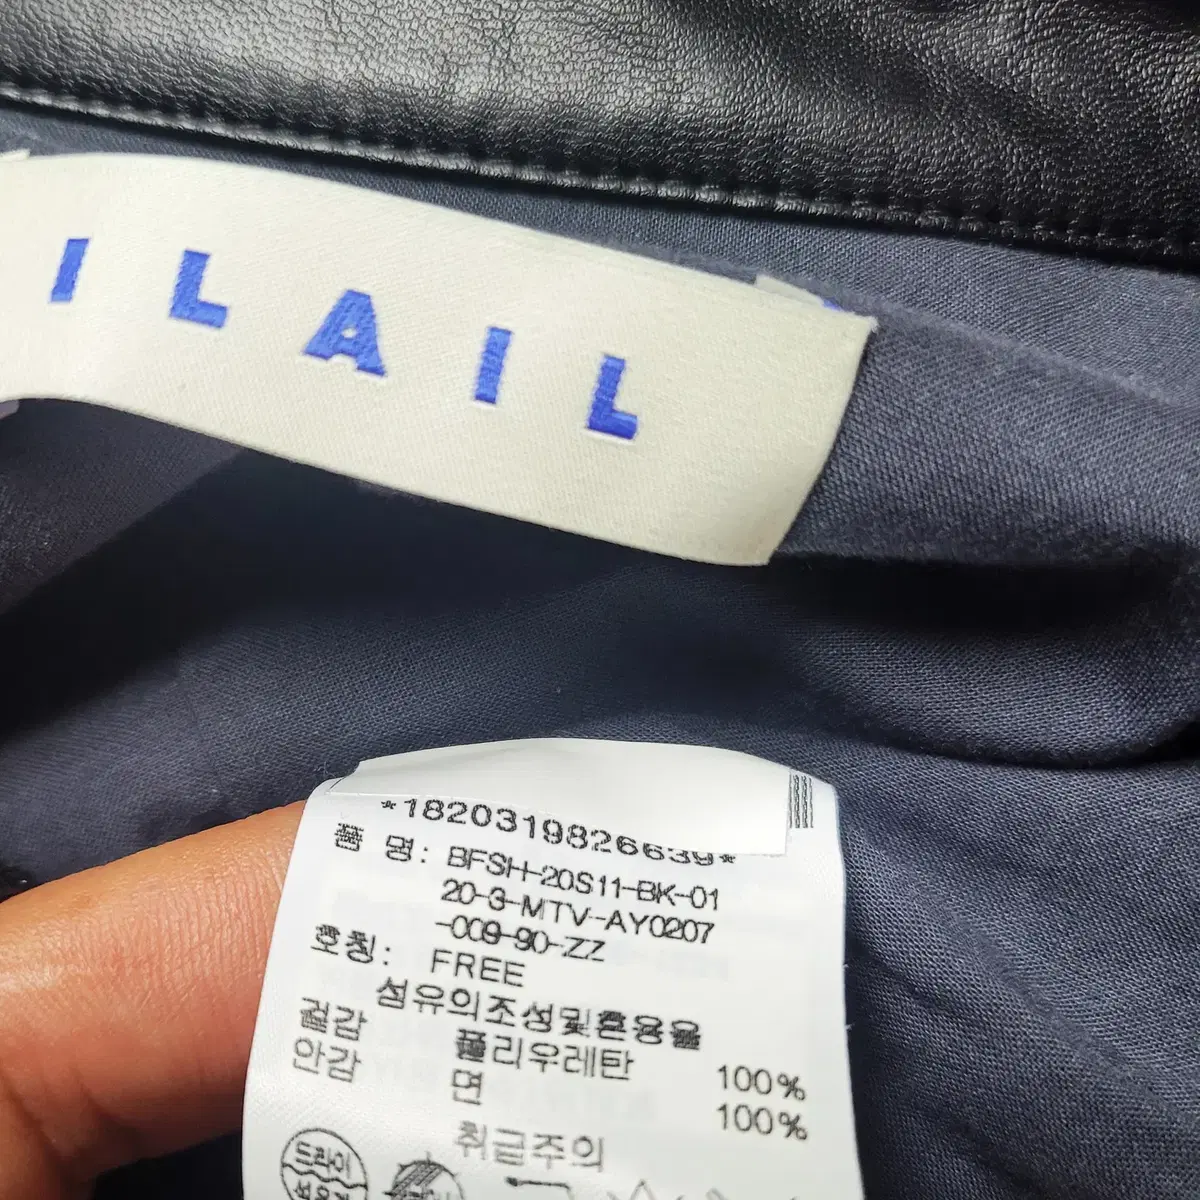 ILAIL
*1820319826639*
품 명: BFSH-20S11-BK-01
20-3-MTV-AY0207
-009-90-ZZ
호칭: FREE
섬유의조성및혼용율
겉감 폴리우레탄 100%
안감 면 100%
취급주의
드라이